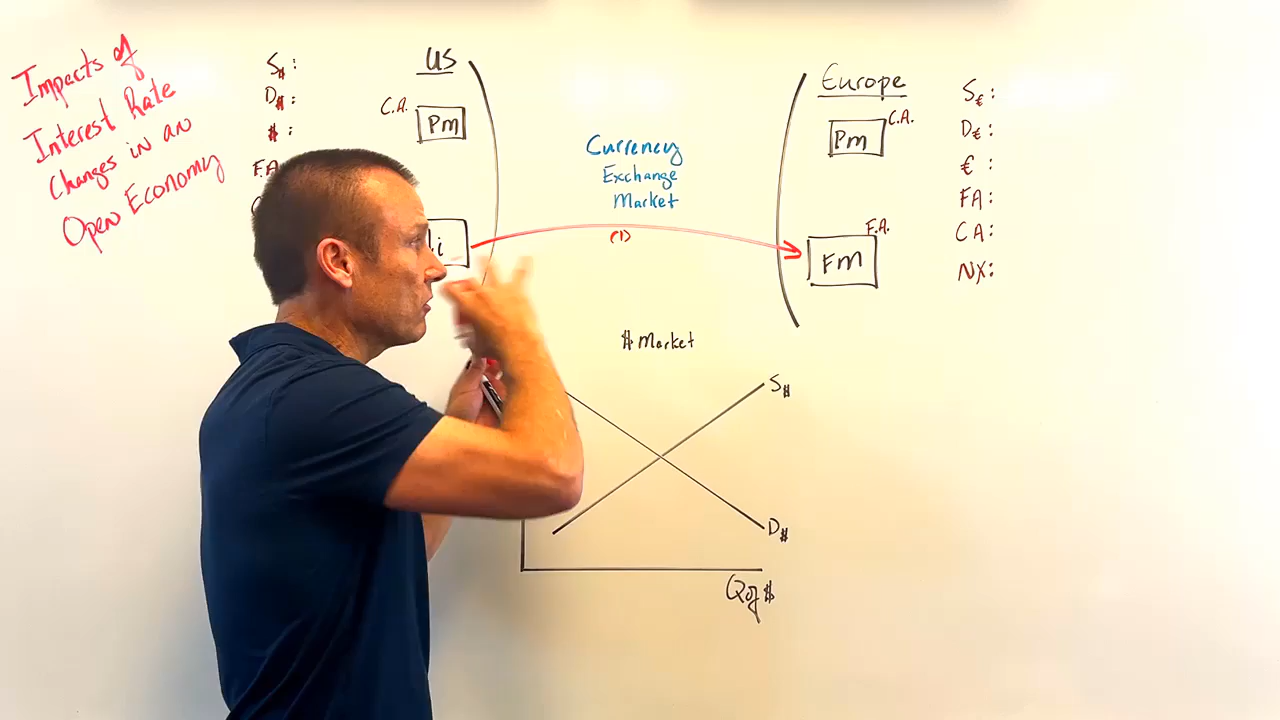 Impacts of
Interest Rate
Changes in an
Open Economy
S$:
D$:
$:
F.A
US
C.A.
Pm
↓i
Currency
Exchange
Market
(1)
Europe
C.A.
Pm
F.A.
Fm
S€:
D€:
€:
FA:
CA:
NX:
$ Market
S$
D$
Q of $